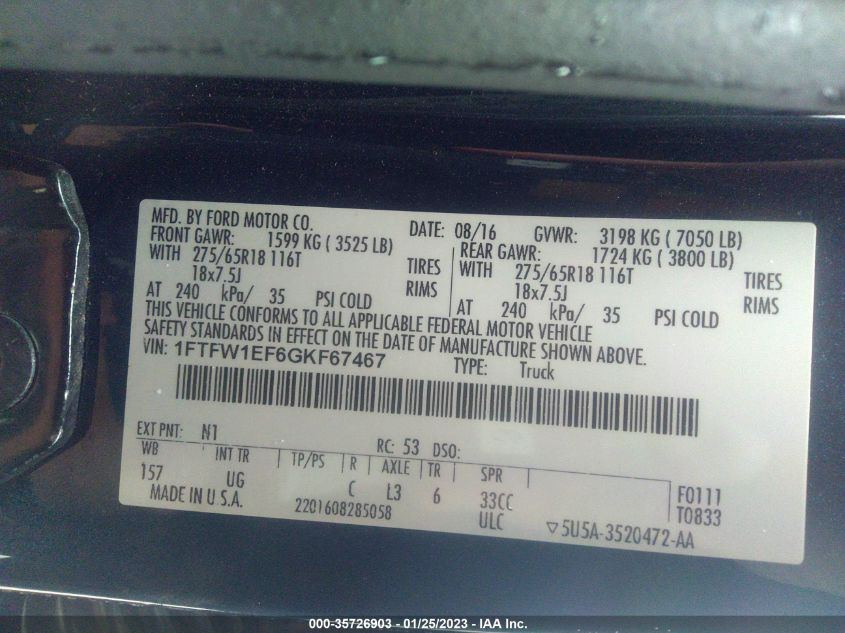 MFD. BY FORD MOTOR CO. DATE: 08/16 GVWR: 3198 KG ( 7050 LB)
FRONT GAWR: 1599 KG ( 3525 LB) REAR GAWR: 1724 KG ( 3800 LB)
WITH 275/65R18 116T TIRES WITH 275/65R18 116T TIRES
18x7.5J RIMS 18x7.5J RIMS
AT 240 kPa/ 35 PSI COLD AT 240 kPa/ 35 PSI COLD
THIS VEHICLE CONFORMS TO ALL APPLICABLE FEDERAL MOTOR VEHICLE
SAFETY STANDARDS IN EFFECT ON THE DATE OF MANUFACTURE SHOWN ABOVE.
VIN: 1FTFW1EF6GKF67467 TYPE: Truck
EXT PNT: N1 RC: 53 DSO:
WB INT TR TP/PS R AXLE TR SPR
157 UG C L3 6 33CC F0111
MADE IN U.S.A. 2201608285058 ULC T0833
▽5U5A-3520472-AA
000-35726903 - 01/25/2023 - IAA Inc.